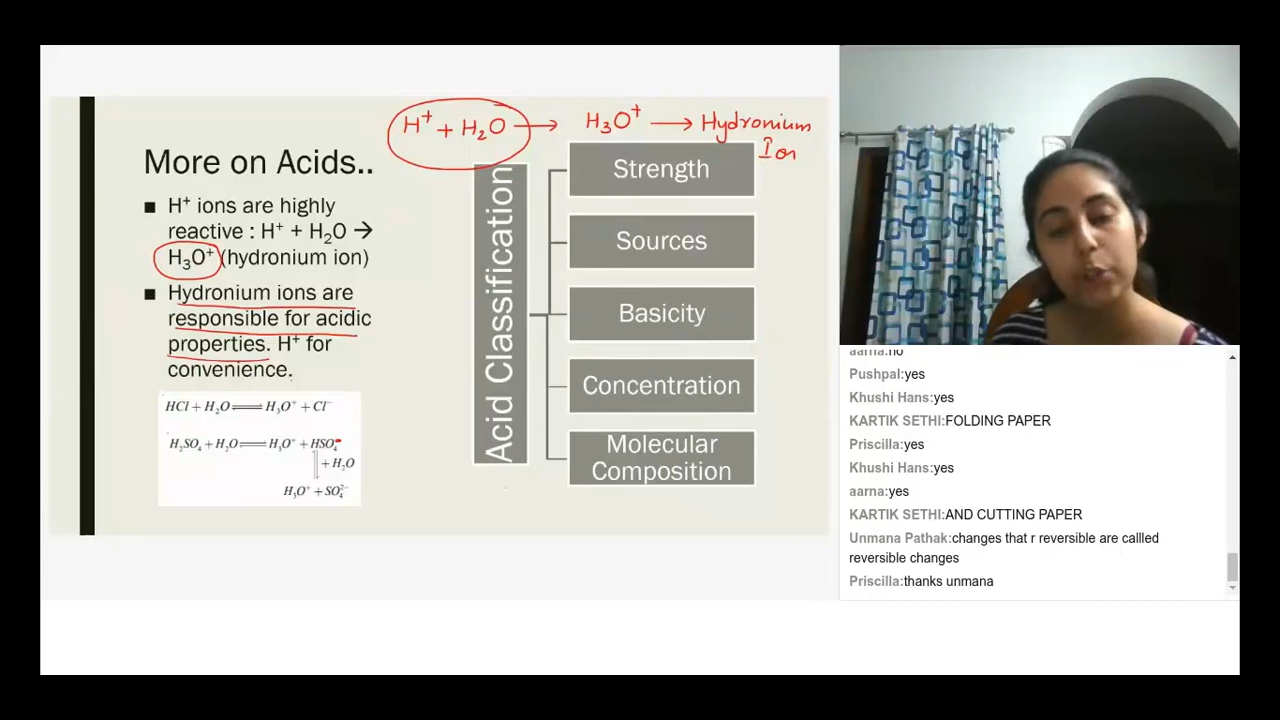 H⁺ + H₂O → H₃O⁺ → Hydronium
Ion
More on Acids..
■ H⁺ ions are highly
reactive : H⁺ + H₂O →
H₃O⁺ (hydronium ion)
■ Hydronium ions are
responsible for acidic
properties. H⁺ for
convenience.
HCl + H₂O ⇌ H₃O⁺ + Cl⁻
H₂SO₄ + H₂O ⇌ H₃O⁺ + HSO₄⁻
+ H₂O
H₃O⁺ + SO₄²⁻
Acid Classification
Strength
Sources
Basicity
Concentration
Molecular
Composition
aarna:no
Pushpal:yes
Khushi Hans:yes
KARTIK SETHI:FOLDING PAPER
Priscilla:yes
Khushi Hans:yes
aarna:yes
KARTIK SETHI:AND CUTTING PAPER
Unmana Pathak:changes that r reversible are callled
reversible changes
Priscilla:thanks unmana